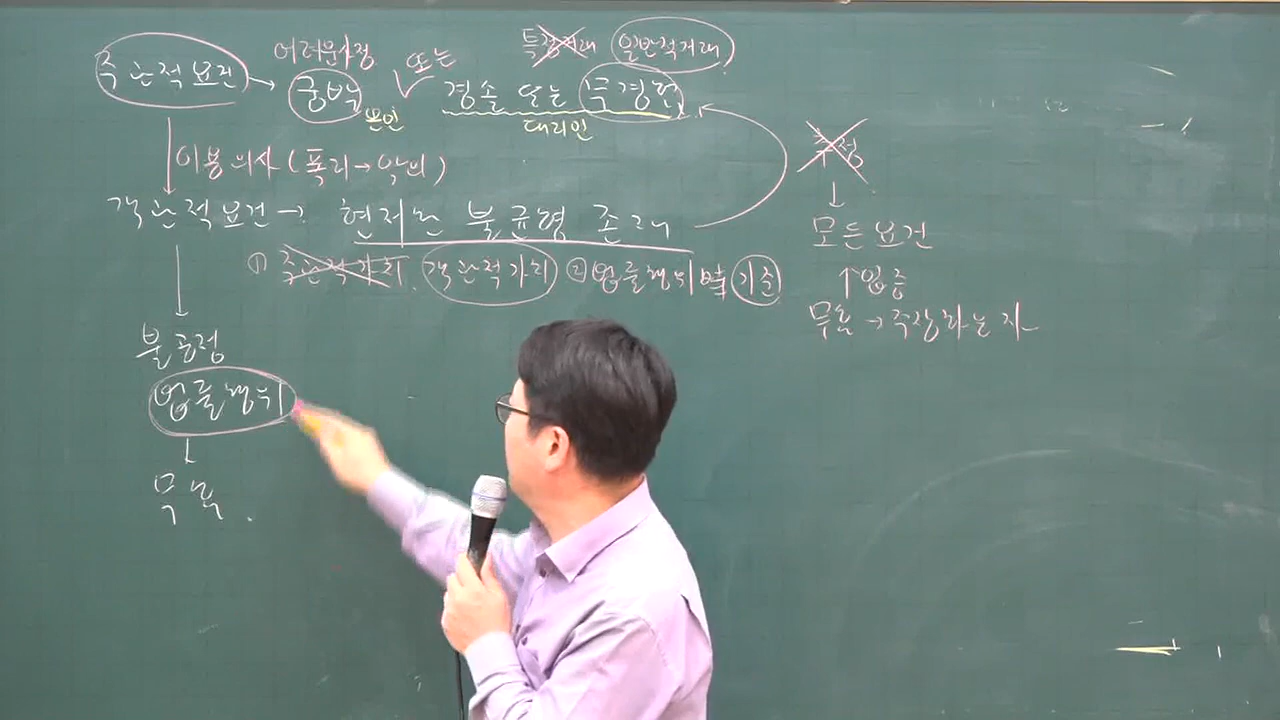 특정거래 일반적거래
어려운사정 또는
주관적요건 → 궁박 경솔 또는 무경험
본인 대리인
추정
이용의사 (폭리→악의)
객관적요건 → 현저한 불균형 존재
모든요건
① 주관적가치 객관적가치 ② 법률행위때 기준
↑입증
무효 → 주장하는 자
불공정
법률행위
무효